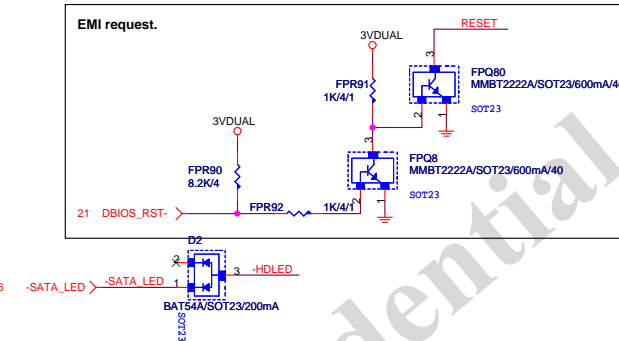 EMI request.
RESET
3VDUAL
3
FPR91
1K/4/1
FPQ80
MMBT2222A/SOT23/600mA/40
SOT23
2
1
3VDUAL
3
FPR90
8.2K/4
FPQ8
MMBT2222A/SOT23/600mA/40
SOT23
21 DBIOS_RST-
FPR92
1K/4/1
2
1
D2
2
3
-HDLED
-SATA_LED
-SATA_LED
1
BAT54A/SOT23/200mA
SOT23
dential